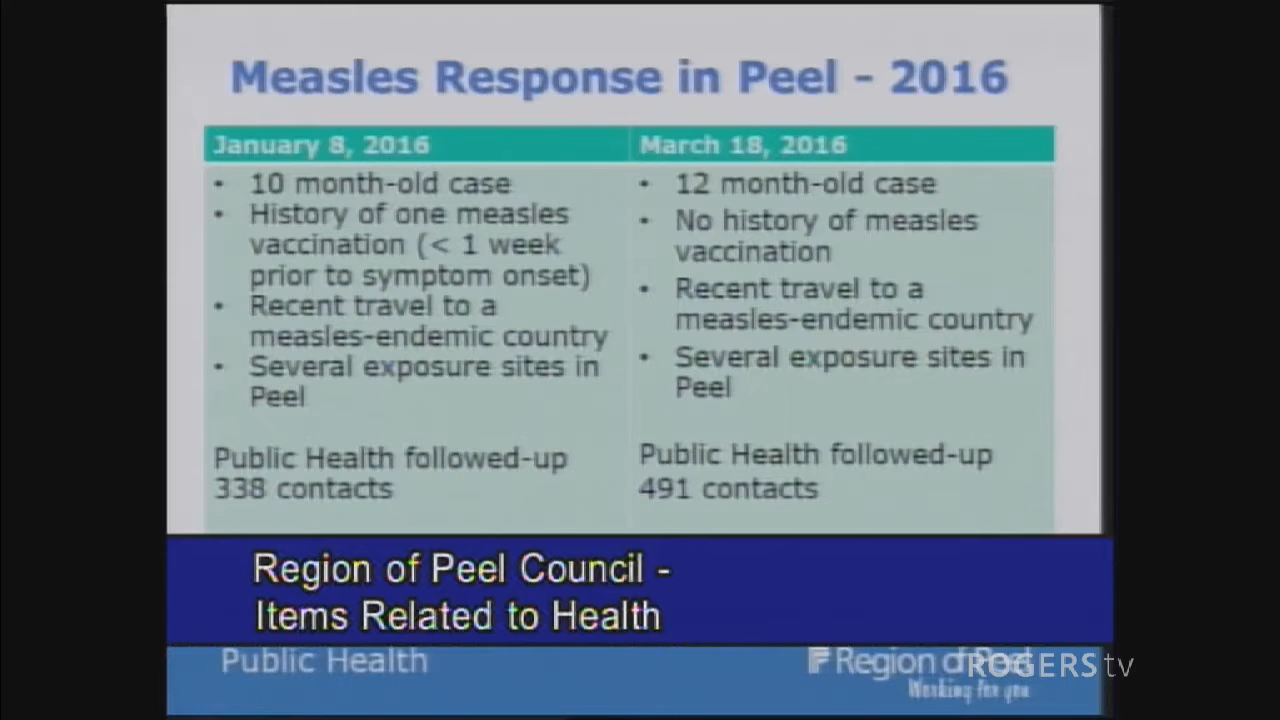 Measles Response in Peel - 2016
January 8, 2016
• 10 month-old case
• History of one measles
vaccination (< 1 week
prior to symptom onset)
• Recent travel to a
measles-endemic country
• Several exposure sites in
Peel
Public Health followed-up
338 contacts
March 18, 2016
• 12 month-old case
• No history of measles
vaccination
• Recent travel to a
measles-endemic country
• Several exposure sites in
Peel
Public Health followed-up
491 contacts
Region of Peel Council -
Items Related to Health
Public Health
Region of Peel
Working for you
ROGERS tv